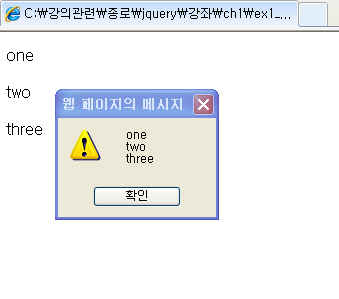 C:₩강의관련₩종로₩jquery₩강좌₩ch1₩ex1_...
one
two
three
웹 페이지의 메시지
one
two
three
확인